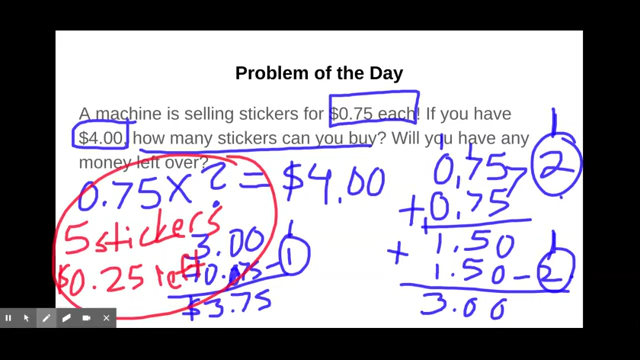 Problem of the Day
A machine is selling stickers for $0.75 each! If you have
$4.00, how many stickers can you buy? Will you have any
money left over?
0.75 x ? = $4.00
5 stickers
$0.25 left
3.00
0.75 - 1
$3.75
1 1
0.75 2
+ 0.75
1.50
+ 1.50 - 2
3.00